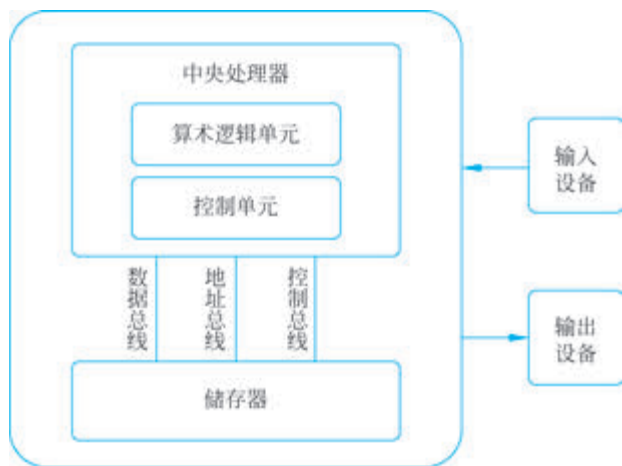 中央处理器
算术逻辑单元
控制单元
输入
设备
数据总线
地址总线
控制总线
输出
设备
储存器